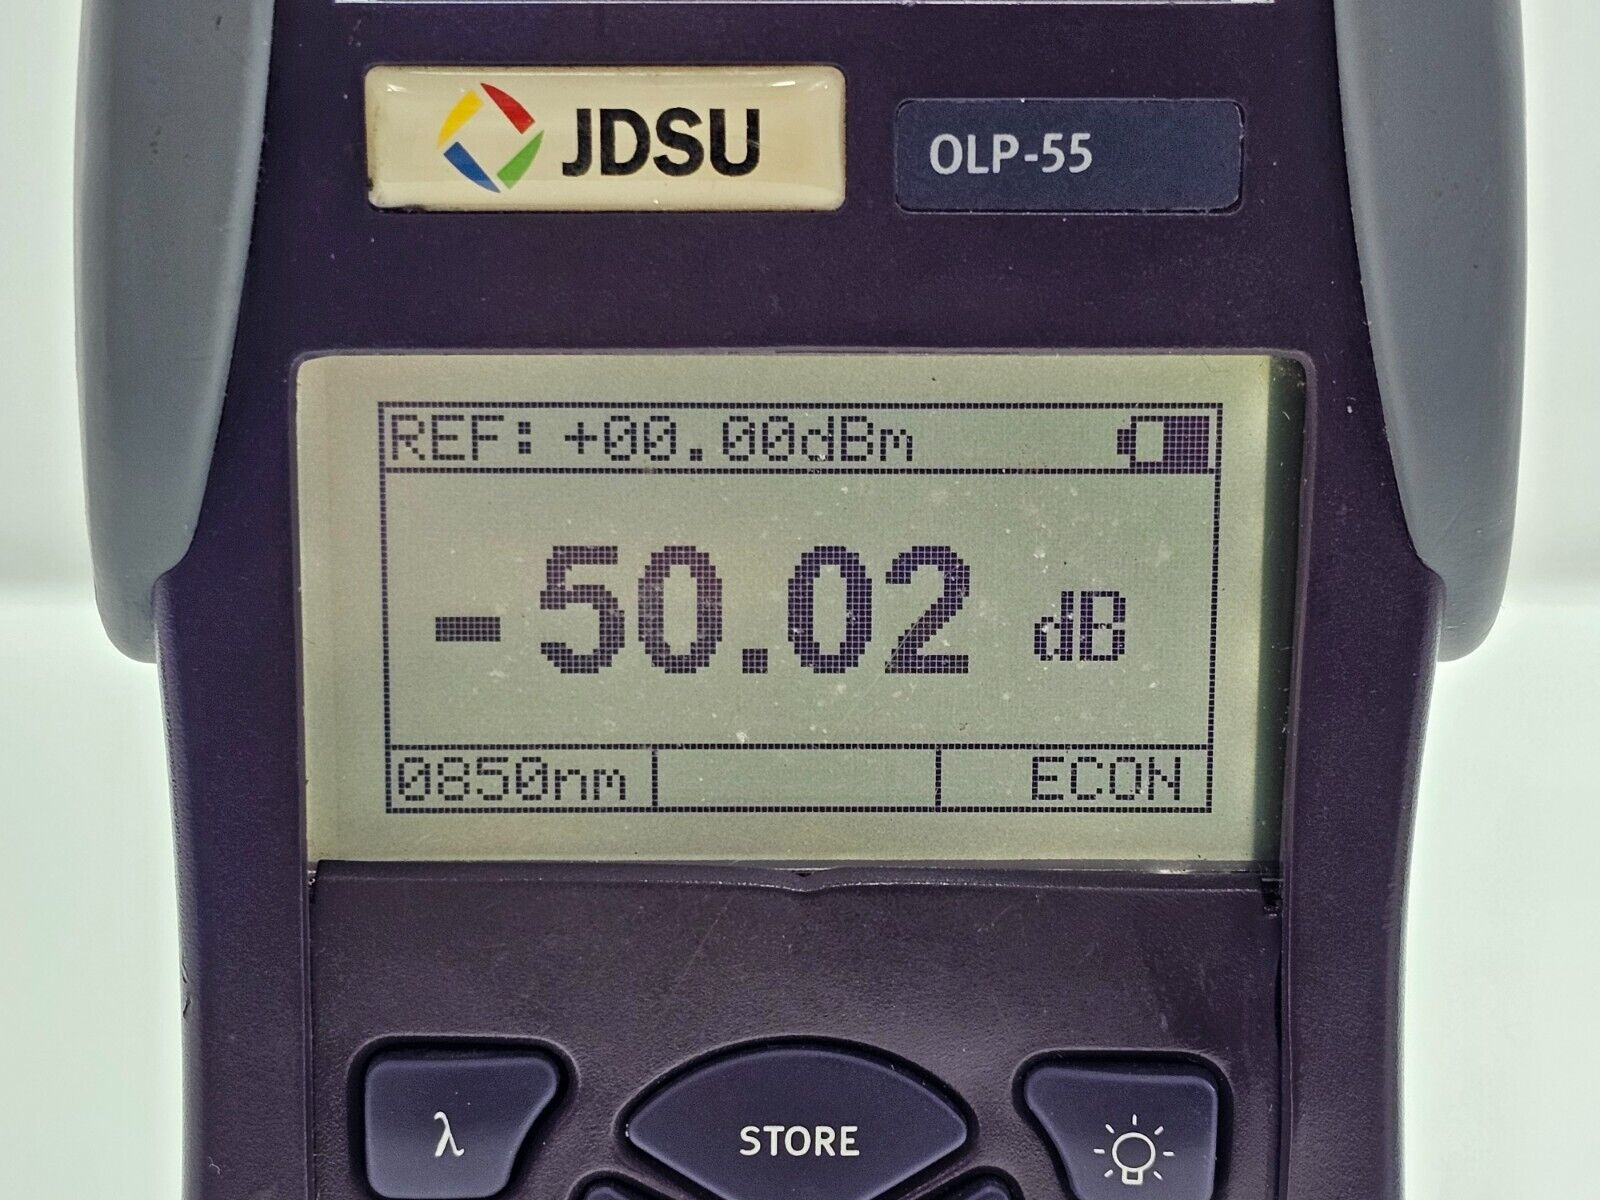 JDSU
OLP-55
REF: +00.00dBm
-50.02 dB
0850nm ECON
λ STORE